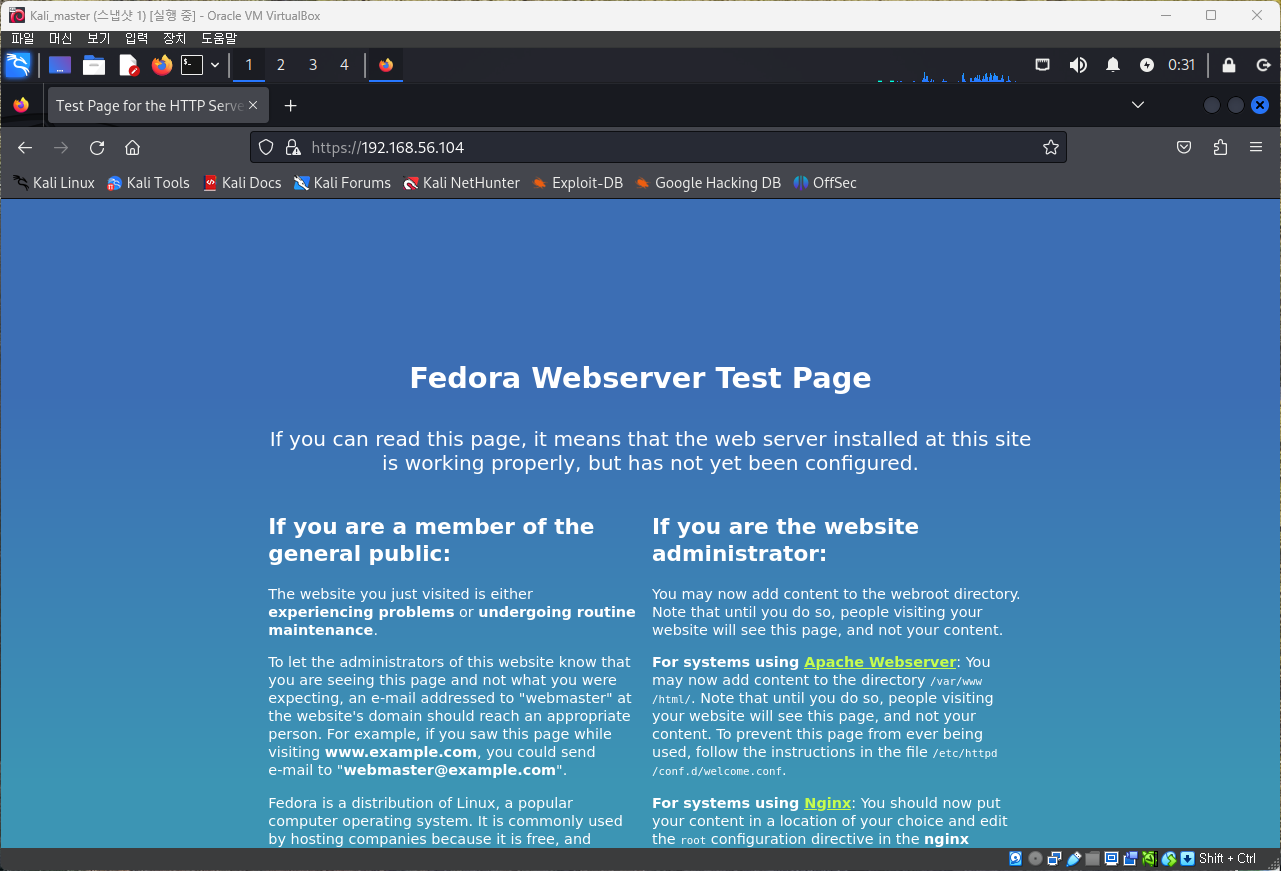 Kali_master (스냅샷 1) [실행 중] - Oracle VM VirtualBox
파일 머신 보기 입력 장치 도움말
1 2 3 4 0:31
Test Page for the HTTP Serve
https://192.168.56.104
Kali Linux Kali Tools Kali Docs Kali Forums Kali NetHunter Exploit-DB Google Hacking DB OffSec
Fedora Webserver Test Page
If you can read this page, it means that the web server installed at this site
is working properly, but has not yet been configured.
If you are a member of the
general public:
The website you just visited is either
experiencing problems or undergoing routine
maintenance.
To let the administrators of this website know that
you are seeing this page and not what you were
expecting, an e-mail addressed to "webmaster" at
the website's domain should reach an appropriate
person. For example, if you saw this page while
visiting www.example.com, you could send
e-mail to "webmaster@example.com".
Fedora is a distribution of Linux, a popular
computer operating system. It is commonly used
by hosting companies because it is free, and
If you are the website
administrator:
You may now add content to the webroot directory.
Note that until you do so, people visiting your
website will see this page, and not your content.
For systems using Apache Webserver: You
may now add content to the directory /var/www
/html/. Note that until you do so, people visiting
your website will see this page, and not your
content. To prevent this page from ever being
used, follow the instructions in the file /etc/httpd
/conf.d/welcome.conf.
For systems using Nginx: You should now put
your content in a location of your choice and edit
the root configuration directive in the nginx
Shift + Ctrl